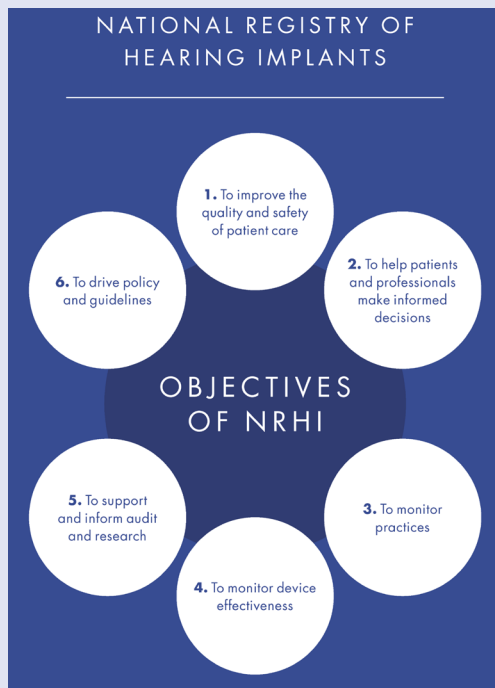 NATIONAL REGISTRY OF
HEARING IMPLANTS
1. To improve the
quality and safety
of patient care
2. To help patients
and professionals
make informed
decisions
3. To monitor
practices
4. To monitor device
effectiveness
5. To support
and inform audit
and research
6. To drive policy
and guidelines
OBJECTIVES
OF NRHI